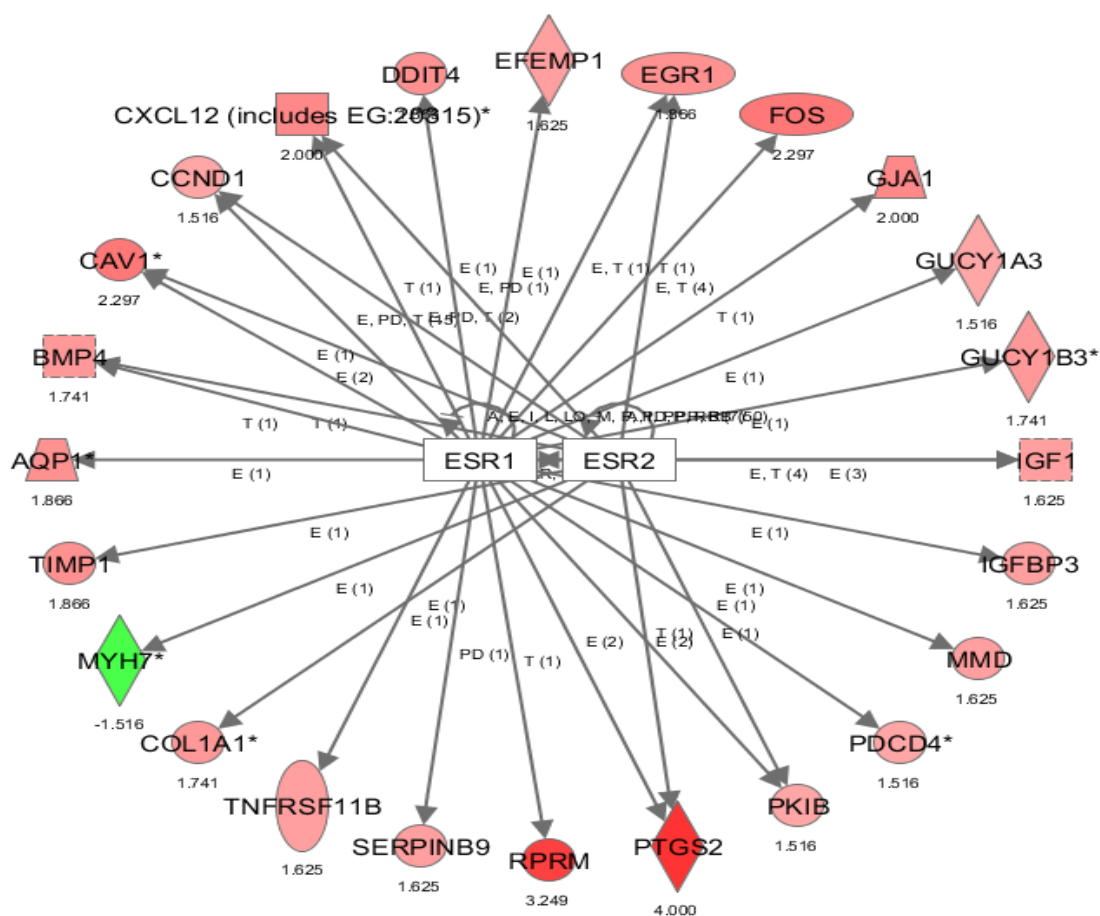 EFEMP1
1.625
DDIT4
EGR1
1.866
CXCL12 (includes EG:20315)*
2.000
FOS
2.297
CCND1
1.516
GJA1
2.000
CAV1*
2.297
GUCY1A3
1.516
BMP4
1.741
GUCY1B3*
1.741
E (1)
E (1)
E, T (1)
T (1)
T (1)
E, PD (1)
E, T (4)
E, PD, T (15)
E, PD, T (2)
T (1)
E (1)
E (2)
E (1)
A, E, I, L, LO, M, P,
T (1)
T (1)
E (1)
AQP1*
1.866
ESR1
ESR2
IGF1
1.625
E (1)
E, T (4)
E (3)
TIMP1
1.866
E (1)
E (1)
IGFBP3
1.625
E (1)
E (1)
E (1)
E (1)
E (1)
MYH7*
-1.516
PD (1)
T (1)
E (2)
T (1)
E (2)
E (1)
MMD
1.625
COL1A1*
1.741
PDCD4*
1.516
TNFRSF11B
1.625
PKIB
1.516
SERPINB9
1.625
RPRM
3.249
PTGS2
4.000